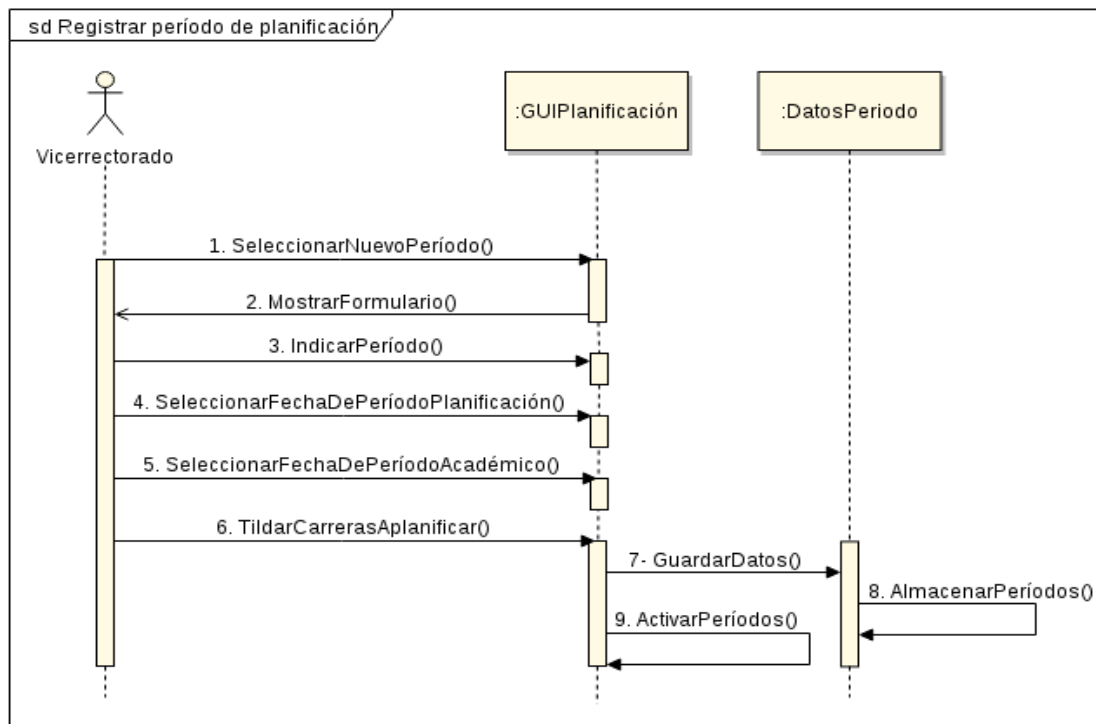 sd Registrar período de planificación
:GUIPlanificación
:DatosPeriodo
Vicerrectorado
1. SeleccionarNuevoPeríodo()
2. MostrarFormulario()
3. IndicarPeríodo()
4. SeleccionarFechaDePeríodoPlanificación()
5. SeleccionarFechaDePeríodoAcadémico()
6. TildarCarrerasAplanificar()
7- GuardarDatos()
8. AlmacenarPeríodos()
9. ActivarPeríodos()